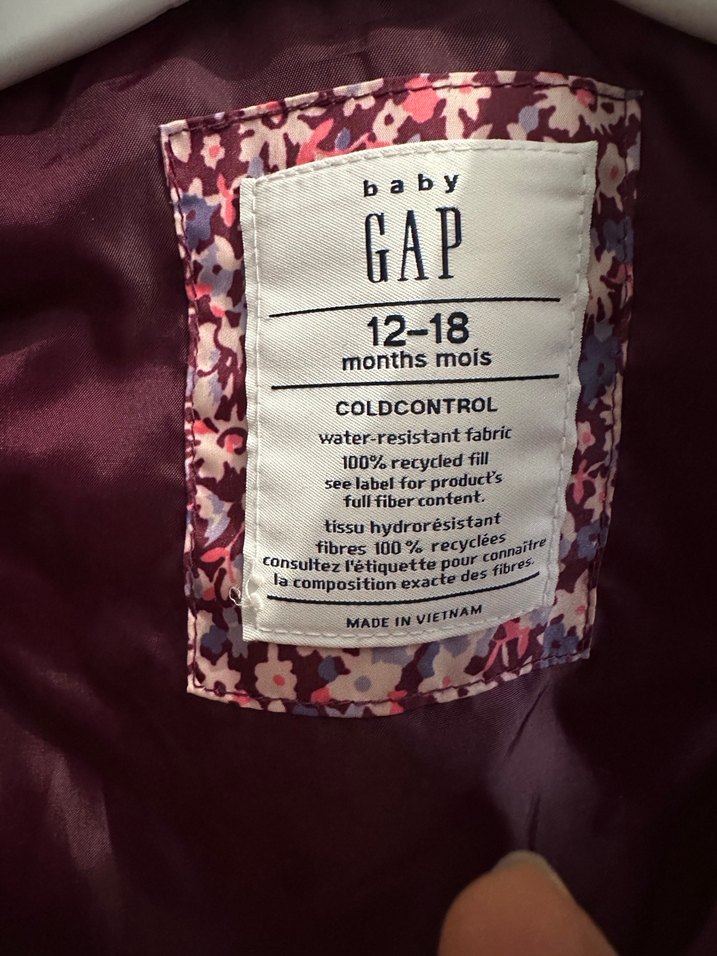 baby
GAP
12–18
months mois
COLDCONTROL
water-resistant fabric
100% recycled fill
see label for product's
full fiber content.
tissu hydrorésistant
fibres 100 % recyclées
consultez l'étiquette pour connaître
la composition exacte des fibres.
MADE IN VIETNAM